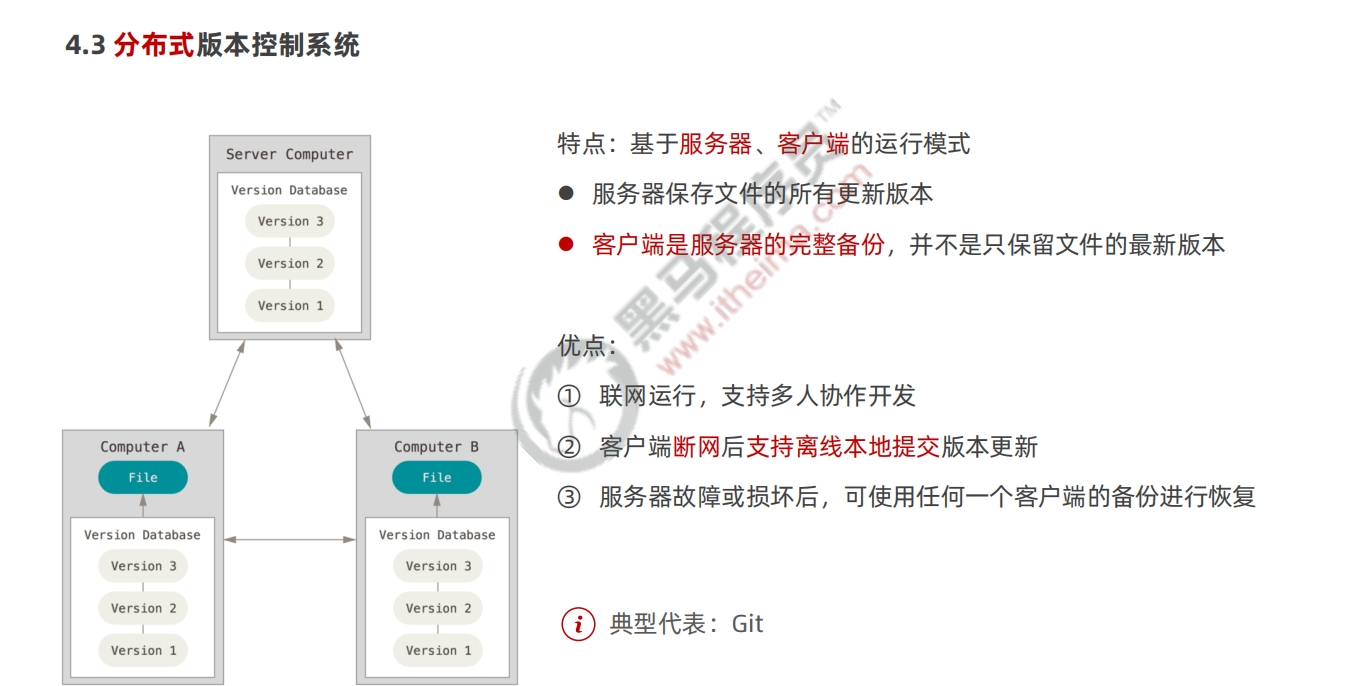 4.3 分布式版本控制系统
Server Computer
Version Database
Version 3
Version 2
Version 1
Computer A
File
Version Database
Version 3
Version 2
Version 1
Computer B
File
Version Database
Version 3
Version 2
Version 1
特点：基于服务器、客户端的运行模式
● 服务器保存文件的所有更新版本
● 客户端是服务器的完整备份，并不是只保留文件的最新版本
优点：
① 联网运行，支持多人协作开发
② 客户端断网后支持离线本地提交版本更新
③ 服务器故障或损坏后，可使用任何一个客户端的备份进行恢复
i 典型代表：Git
黑马程序员™
www.itheima.com